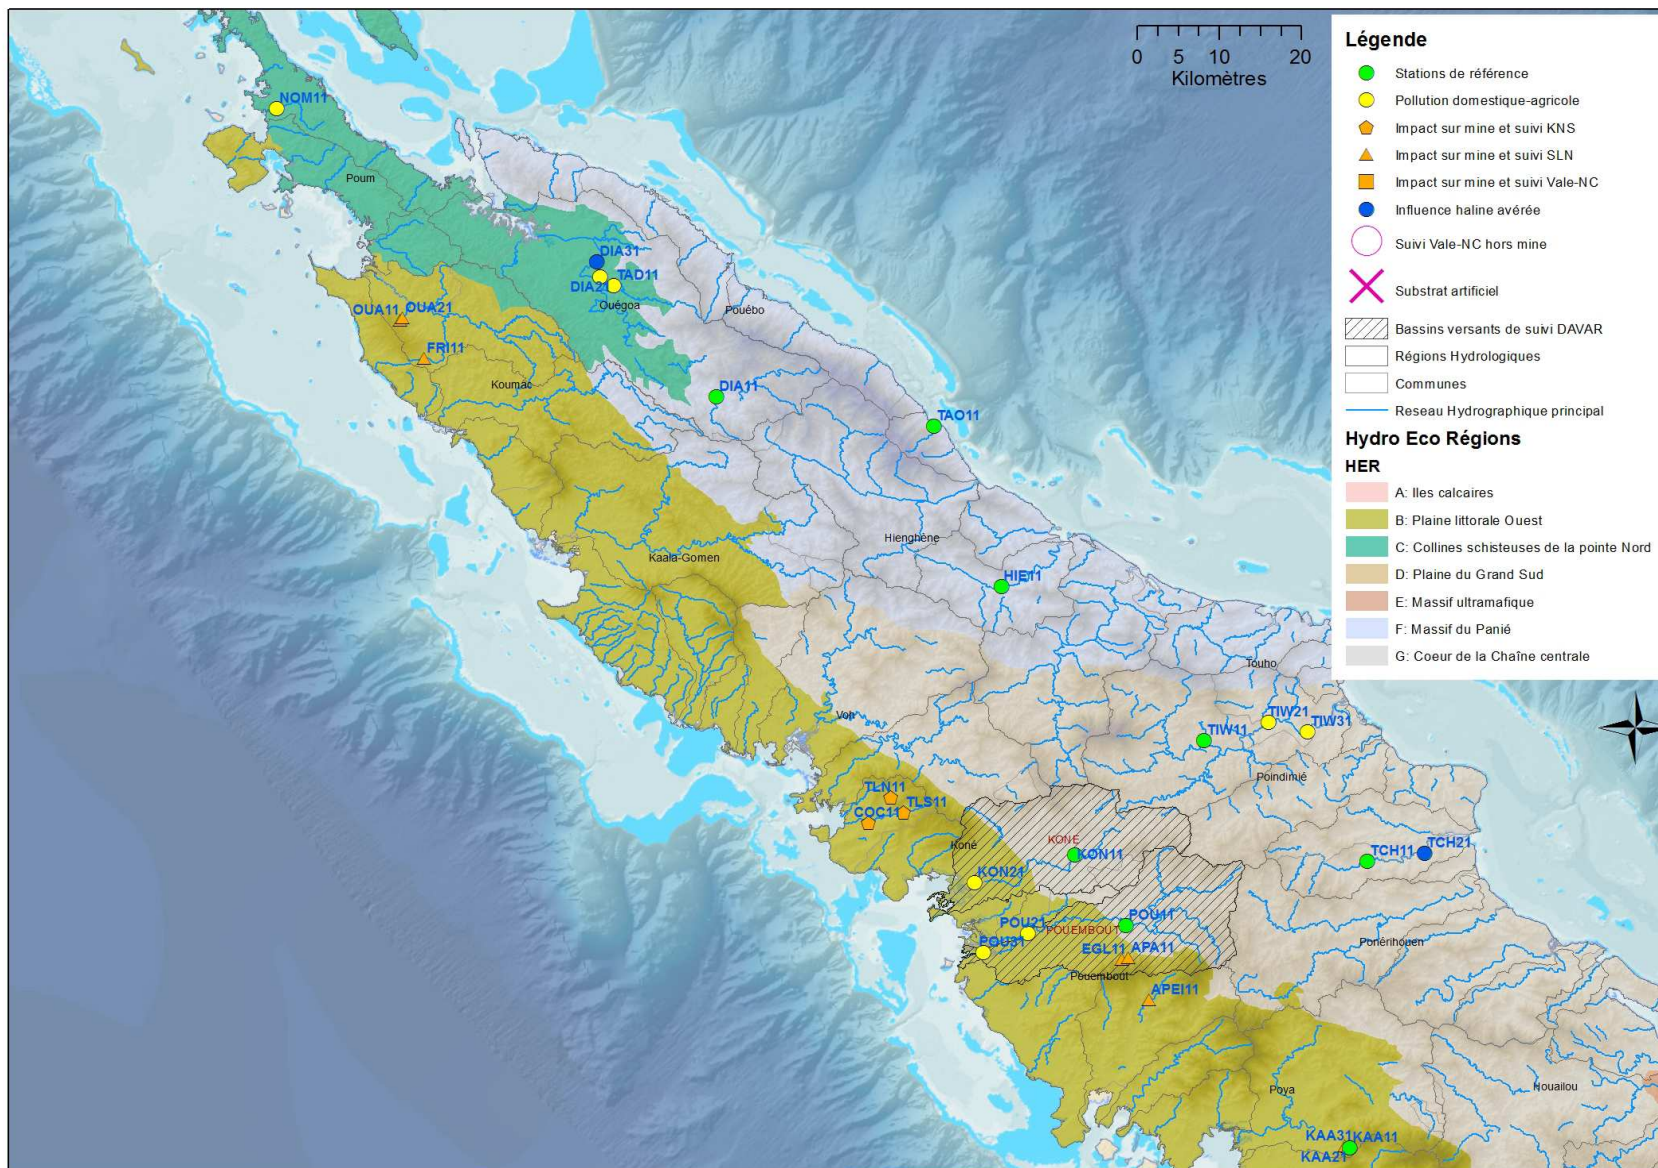 0 5 10 20
Kilomètres
Légende
Stations de référence
Pollution domestique-agricole
Impact sur mine et suivi KNS
Impact sur mine et suivi SLN
Impact sur mine et suivi Vale-NC
Influence haline avérée
Suivi Vale-NC hors mine
Substrat artificiel
Bassins versants de suivi DAVAR
Régions Hydrologiques
Communes
Reseau Hydrographique principal
Hydro Eco Régions
HER
A: Iles calcaires
B: Plaine littorale Ouest
C: Collines schisteuses de la pointe Nord
D: Plaine du Grand Sud
E: Massif ultramafique
F: Massif du Panié
G: Coeur de la Chaîne centrale
NOM11
Poum
DIA31
TAD11
DIA21
Ouégoa
Pouébo
OUA11
OUA21
FRI11
Koumac
DIA11
TAO11
Hienghène
Kaala-Gomen
HIE11
Touho
Voh
TIW21
TIW31
TIW11
Poindimié
TLN11
TLS11
COC11
KONE
Koné
KON11
TCH11
TCH21
KON21
POU21
POU11
POUEMBOUT
POU31
EGL11
APA11
Ponérihouen
Pouembout
APEI11
Poya
Houaïlou
KAA31
KAA11
KAA21